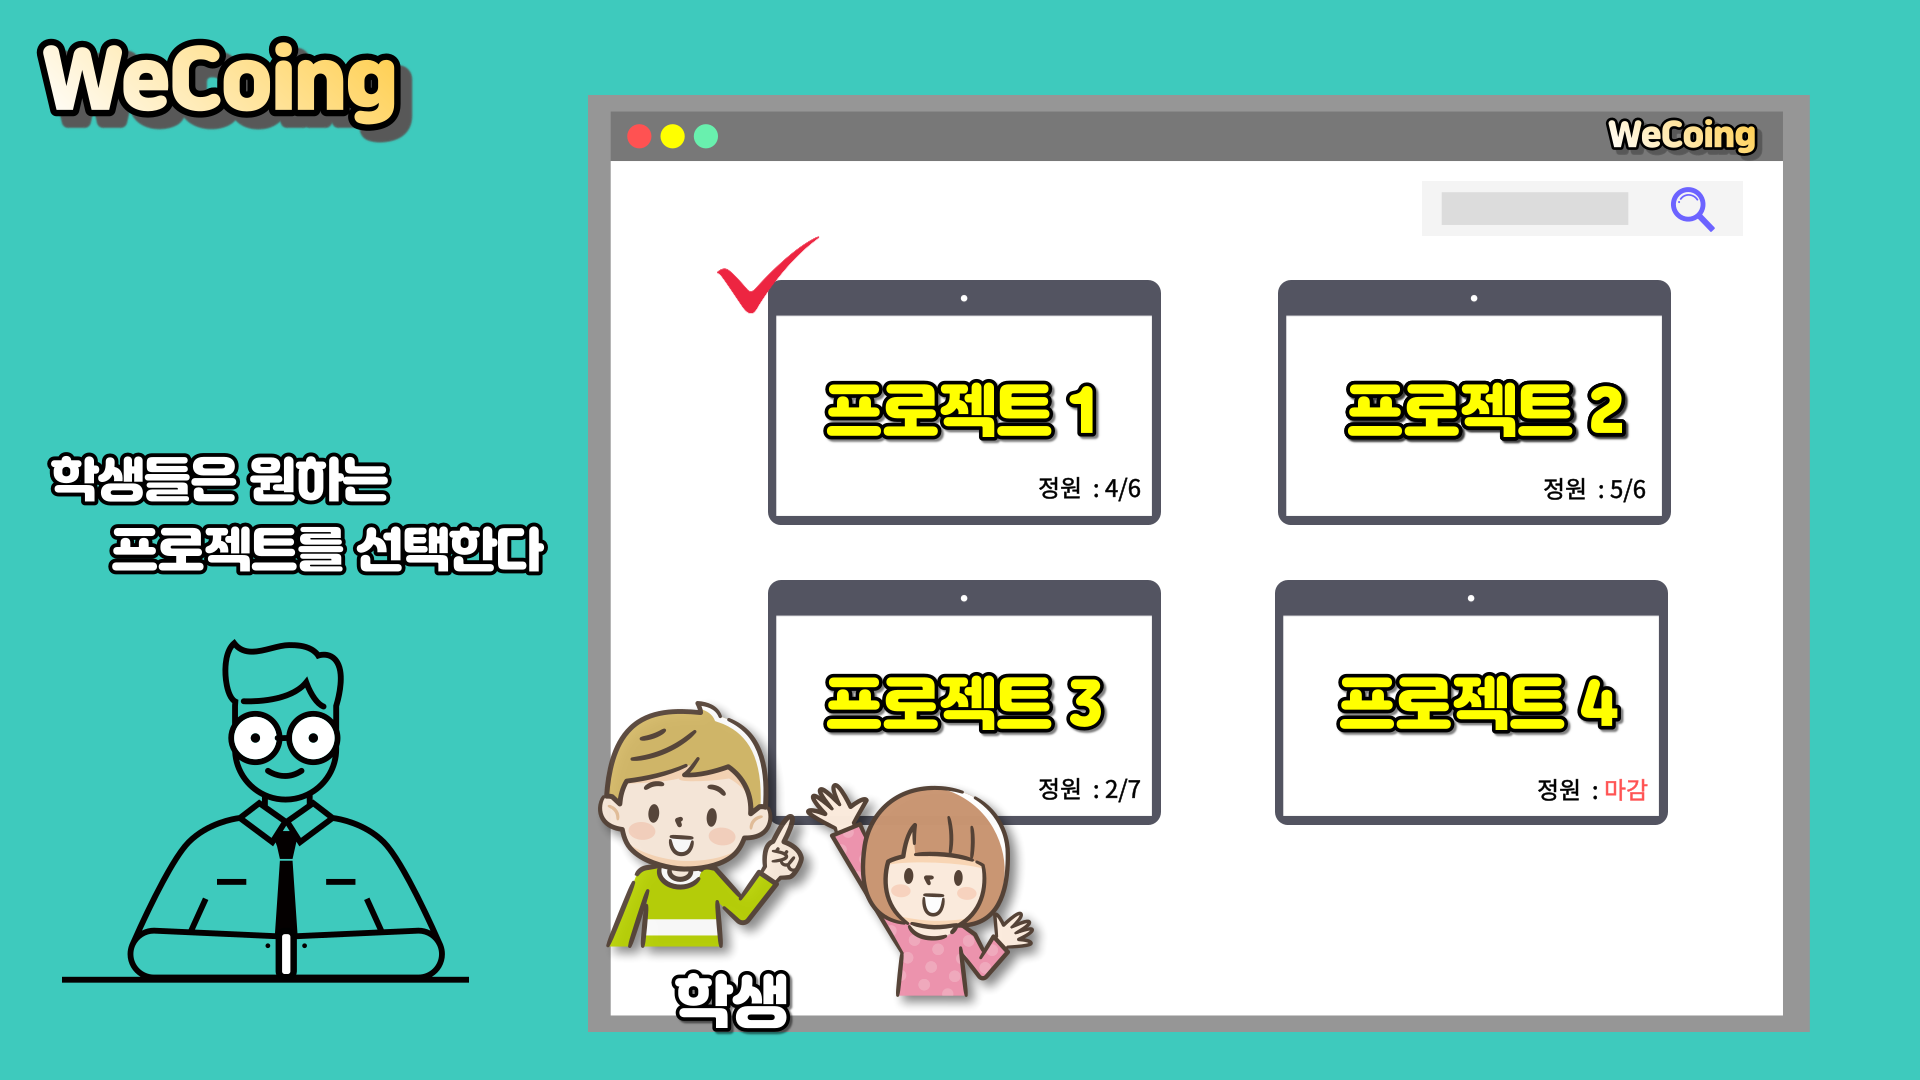 WeCoing
학생들은 원하는
프로젝트를 선택한다
WeCoing
프로젝트 1
정원 : 4/6
프로젝트 2
정원 : 5/6
프로젝트 3
정원 : 2/7
프로젝트 4
정원 : 마감
학생